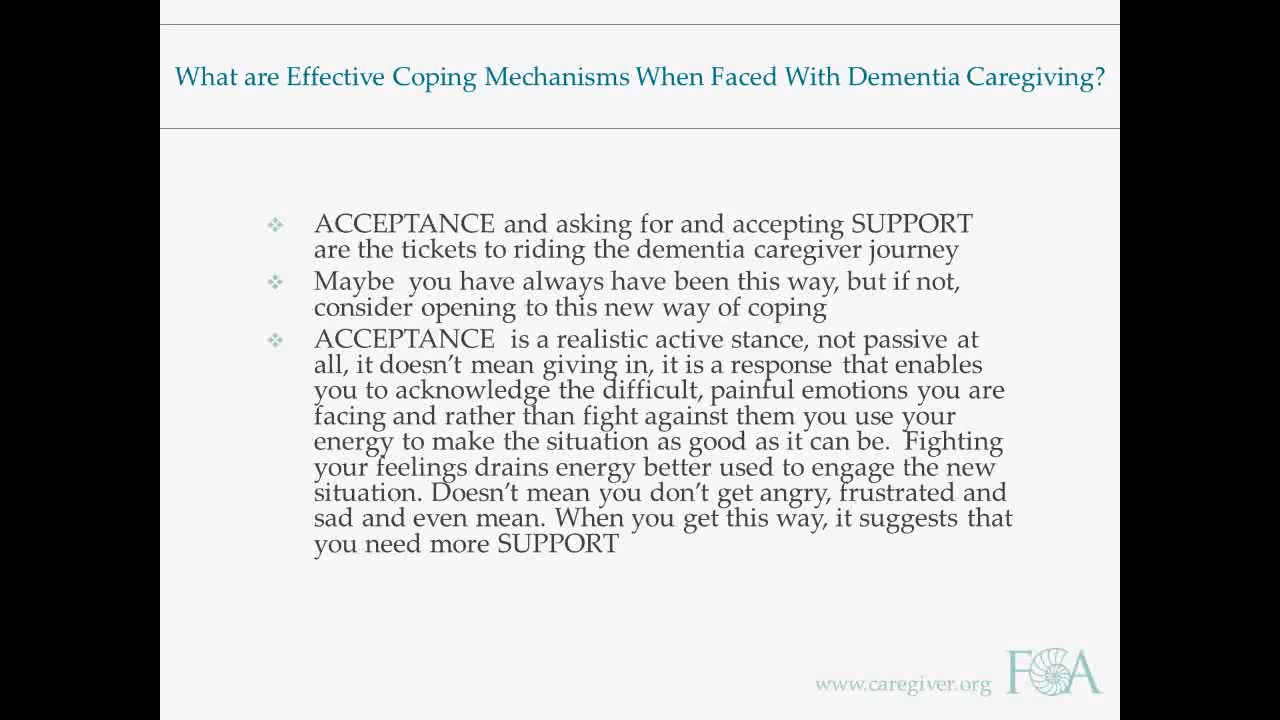 What are Effective Coping Mechanisms When Faced With Dementia Caregiving?
❖ ACCEPTANCE and asking for and accepting SUPPORT
are the tickets to riding the dementia caregiver journey
❖ Maybe  you have always have been this way, but if not,
consider opening to this new way of coping
❖ ACCEPTANCE  is a realistic active stance, not passive at
all, it doesn't mean giving in, it is a response that enables
you to acknowledge the difficult, painful emotions you are
facing and rather than fight against them you use your
energy to make the situation as good as it can be.  Fighting
your feelings drains energy better used to engage the new
situation. Doesn't mean you don't get angry, frustrated and
sad and even mean. When you get this way, it suggests that
you need more SUPPORT
www.caregiver.org FCA